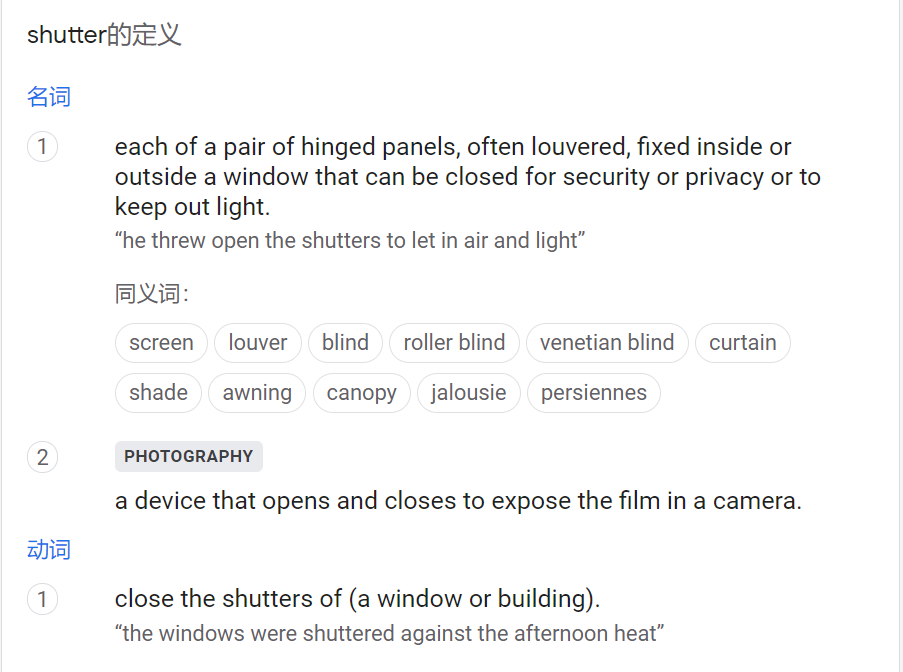 shutter的定义
名词
1
each of a pair of hinged panels, often louvered, fixed inside or
outside a window that can be closed for security or privacy or to
keep out light.
“he threw open the shutters to let in air and light”
同义词：
screen louver blind roller blind venetian blind curtain
shade awning canopy jalousie persiennes
2
PHOTOGRAPHY
a device that opens and closes to expose the film in a camera.
动词
1
close the shutters of (a window or building).
“the windows were shuttered against the afternoon heat”